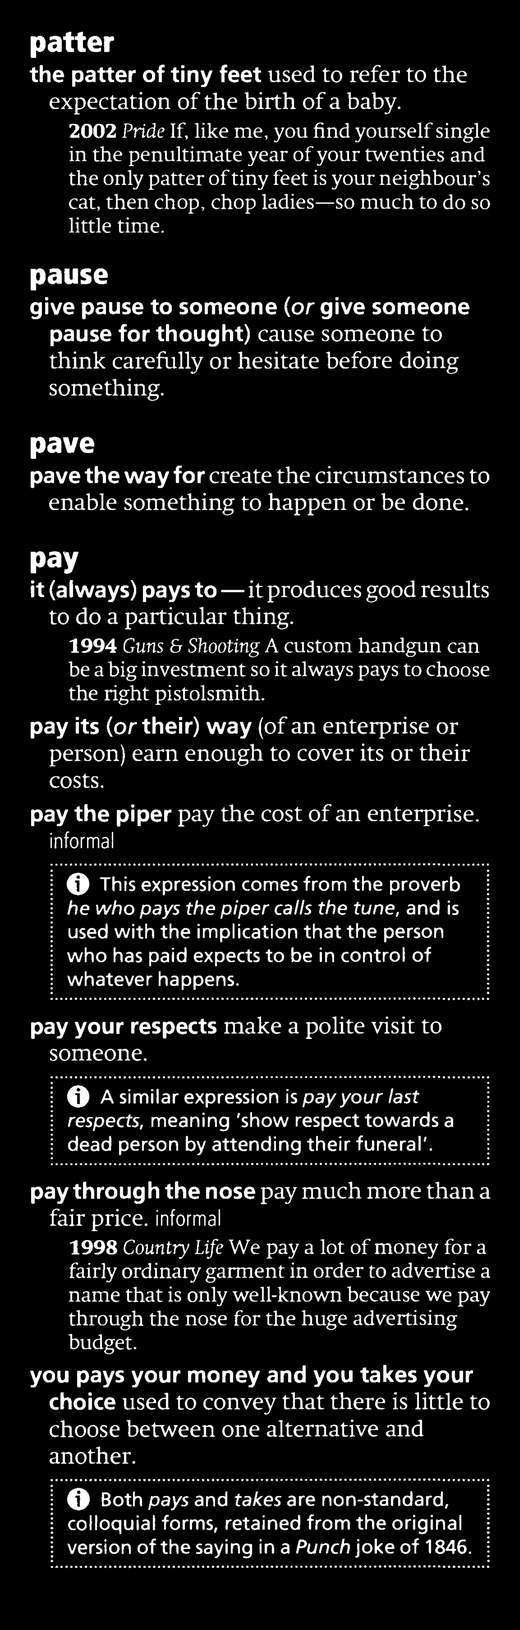 patter
the patter of tiny feet used to refer to the
expectation of the birth of a baby.
2002 Pride If, like me, you find yourself single
in the penultimate year of your twenties and
the only patter of tiny feet is your neighbour's
cat, then chop, chop ladies—so much to do so
little time.
pause
give pause to someone (or give someone
pause for thought) cause someone to
think carefully or hesitate before doing
something.
pave
pave the way for create the circumstances to
enable something to happen or be done.
pay
it (always) pays to — it produces good results
to do a particular thing.
1994 Guns & Shooting A custom handgun can
be a big investment so it always pays to choose
the right pistolsmith.
pay its (or their) way (of an enterprise or
person) earn enough to cover its or their
costs.
pay the piper pay the cost of an enterprise.
informal
i This expression comes from the proverb
he who pays the piper calls the tune, and is
used with the implication that the person
who has paid expects to be in control of
whatever happens.
pay your respects make a polite visit to
someone.
i A similar expression is pay your last
respects, meaning 'show respect towards a
dead person by attending their funeral'.
pay through the nose pay much more than a
fair price. informal
1998 Country Life We pay a lot of money for a
fairly ordinary garment in order to advertise a
name that is only well-known because we pay
through the nose for the huge advertising
budget.
you pays your money and you takes your
choice used to convey that there is little to
choose between one alternative and
another.
i Both pays and takes are non-standard,
colloquial forms, retained from the original
version of the saying in a Punch joke of 1846.